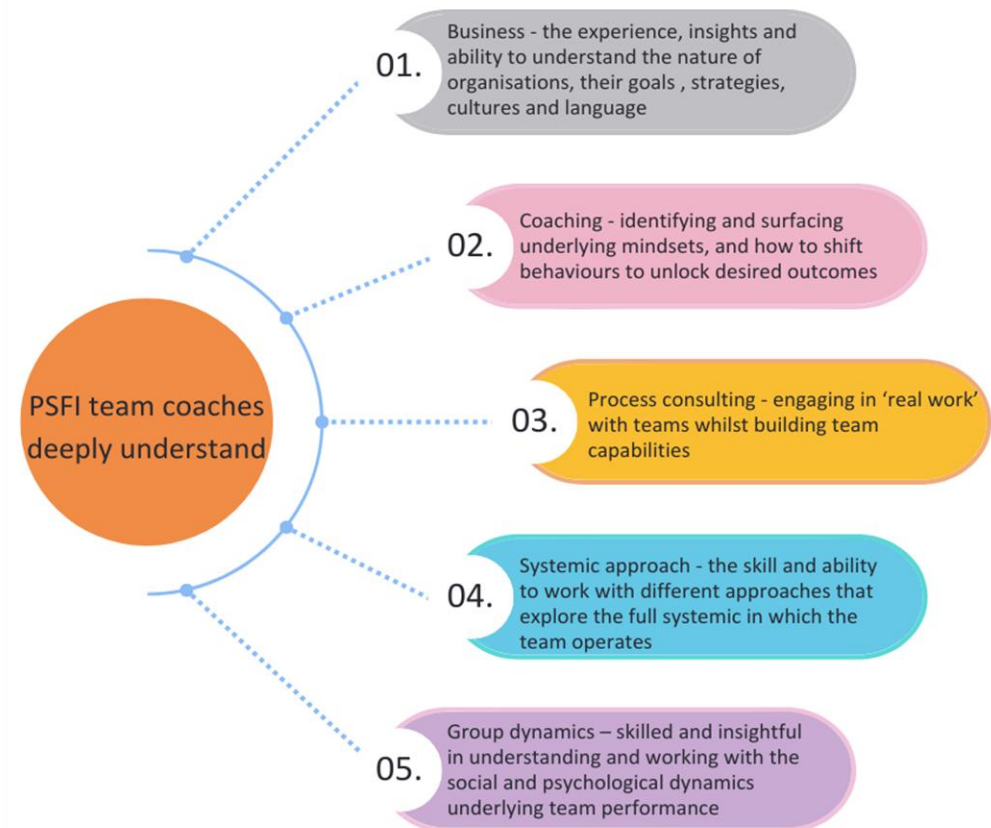 PSFI team coaches
deeply understand
01.
Business - the experience, insights and
ability to understand the nature of
organisations, their goals , strategies,
cultures and language
02.
Coaching - identifying and surfacing
underlying mindsets, and how to shift
behaviours to unlock desired outcomes
03.
Process consulting - engaging in ‘real work’
with teams whilst building team
capabilities
04.
Systemic approach - the skill and ability
to work with different approaches that
explore the full systemic in which the
team operates
05.
Group dynamics – skilled and insightful
in understanding and working with the
social and psychological dynamics
underlying team performance